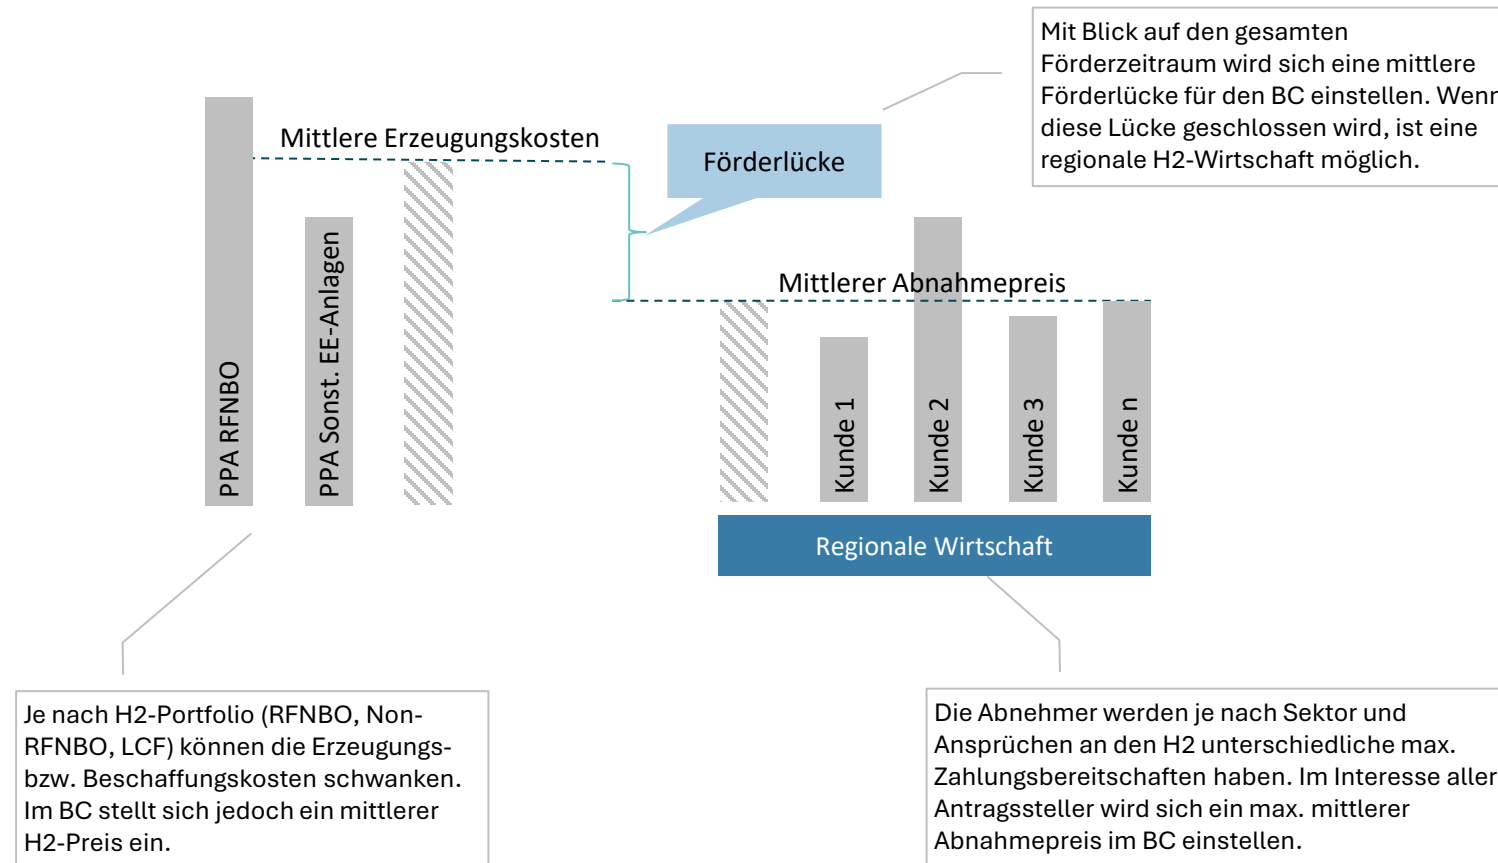 Mit Blick auf den gesamten
Förderzeitraum wird sich eine mittlere
Förderlücke für den BC einstellen. Wenn
diese Lücke geschlossen wird, ist eine
regionale H2-Wirtschaft möglich.
Mittlere Erzeugungskosten
Förderlücke
Mittlerer Abnahmepreis
PPA RFNBO
PPA Sonst. EE-Anlagen
Kunde 1
Kunde 2
Kunde 3
Kunde n
Regionale Wirtschaft
Je nach H2-Portfolio (RFNBO, Non-
RFNBO, LCF) können die Erzeugungs-
bzw. Beschaffungskosten schwanken.
Im BC stellt sich jedoch ein mittlerer
H2-Preis ein.
Die Abnehmer werden je nach Sektor und
Ansprüchen an den H2 unterschiedliche max.
Zahlungsbereitschaften haben. Im Interesse aller
Antragssteller wird sich ein max. mittlerer
Abnahmepreis im BC einstellen.